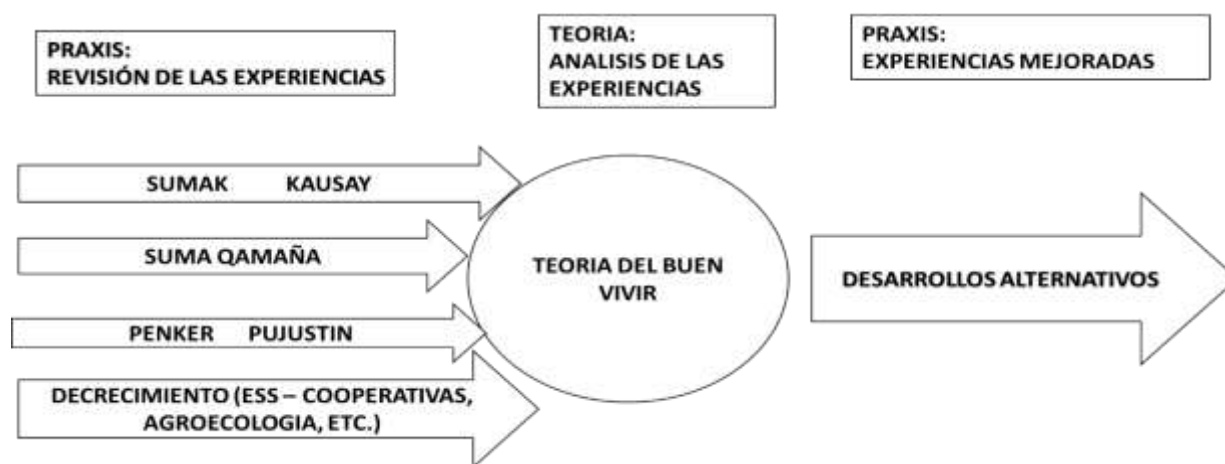 PRAXIS:
REVISIÓN DE LAS EXPERIENCIAS
TEORIA:
ANALISIS DE LAS
EXPERIENCIAS
PRAXIS:
EXPERIENCIAS MEJORADAS
SUMAK KAUSAY
SUMA QAMAÑA
PENKER PUJUSTIN
DECRECIMIENTO (ESS – COOPERATIVAS,
AGROECOLOGIA, ETC.)
TEORIA DEL BUEN
VIVIR
DESARROLLOS ALTERNATIVOS